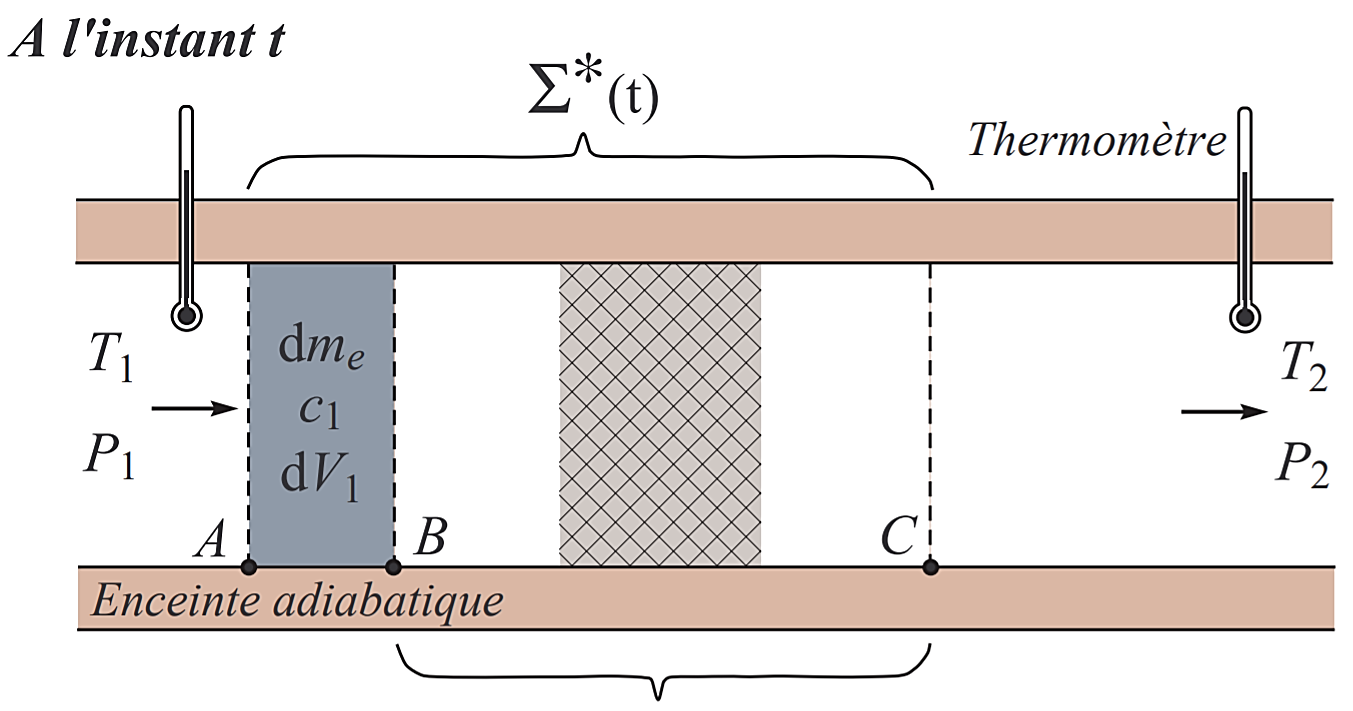 A l'instant t
Σ*(t)
Thermomètre
T₁
P₁
dmₑ
c₁
dV₁
T₂
P₂
A
B
C
Enceinte adiabatique